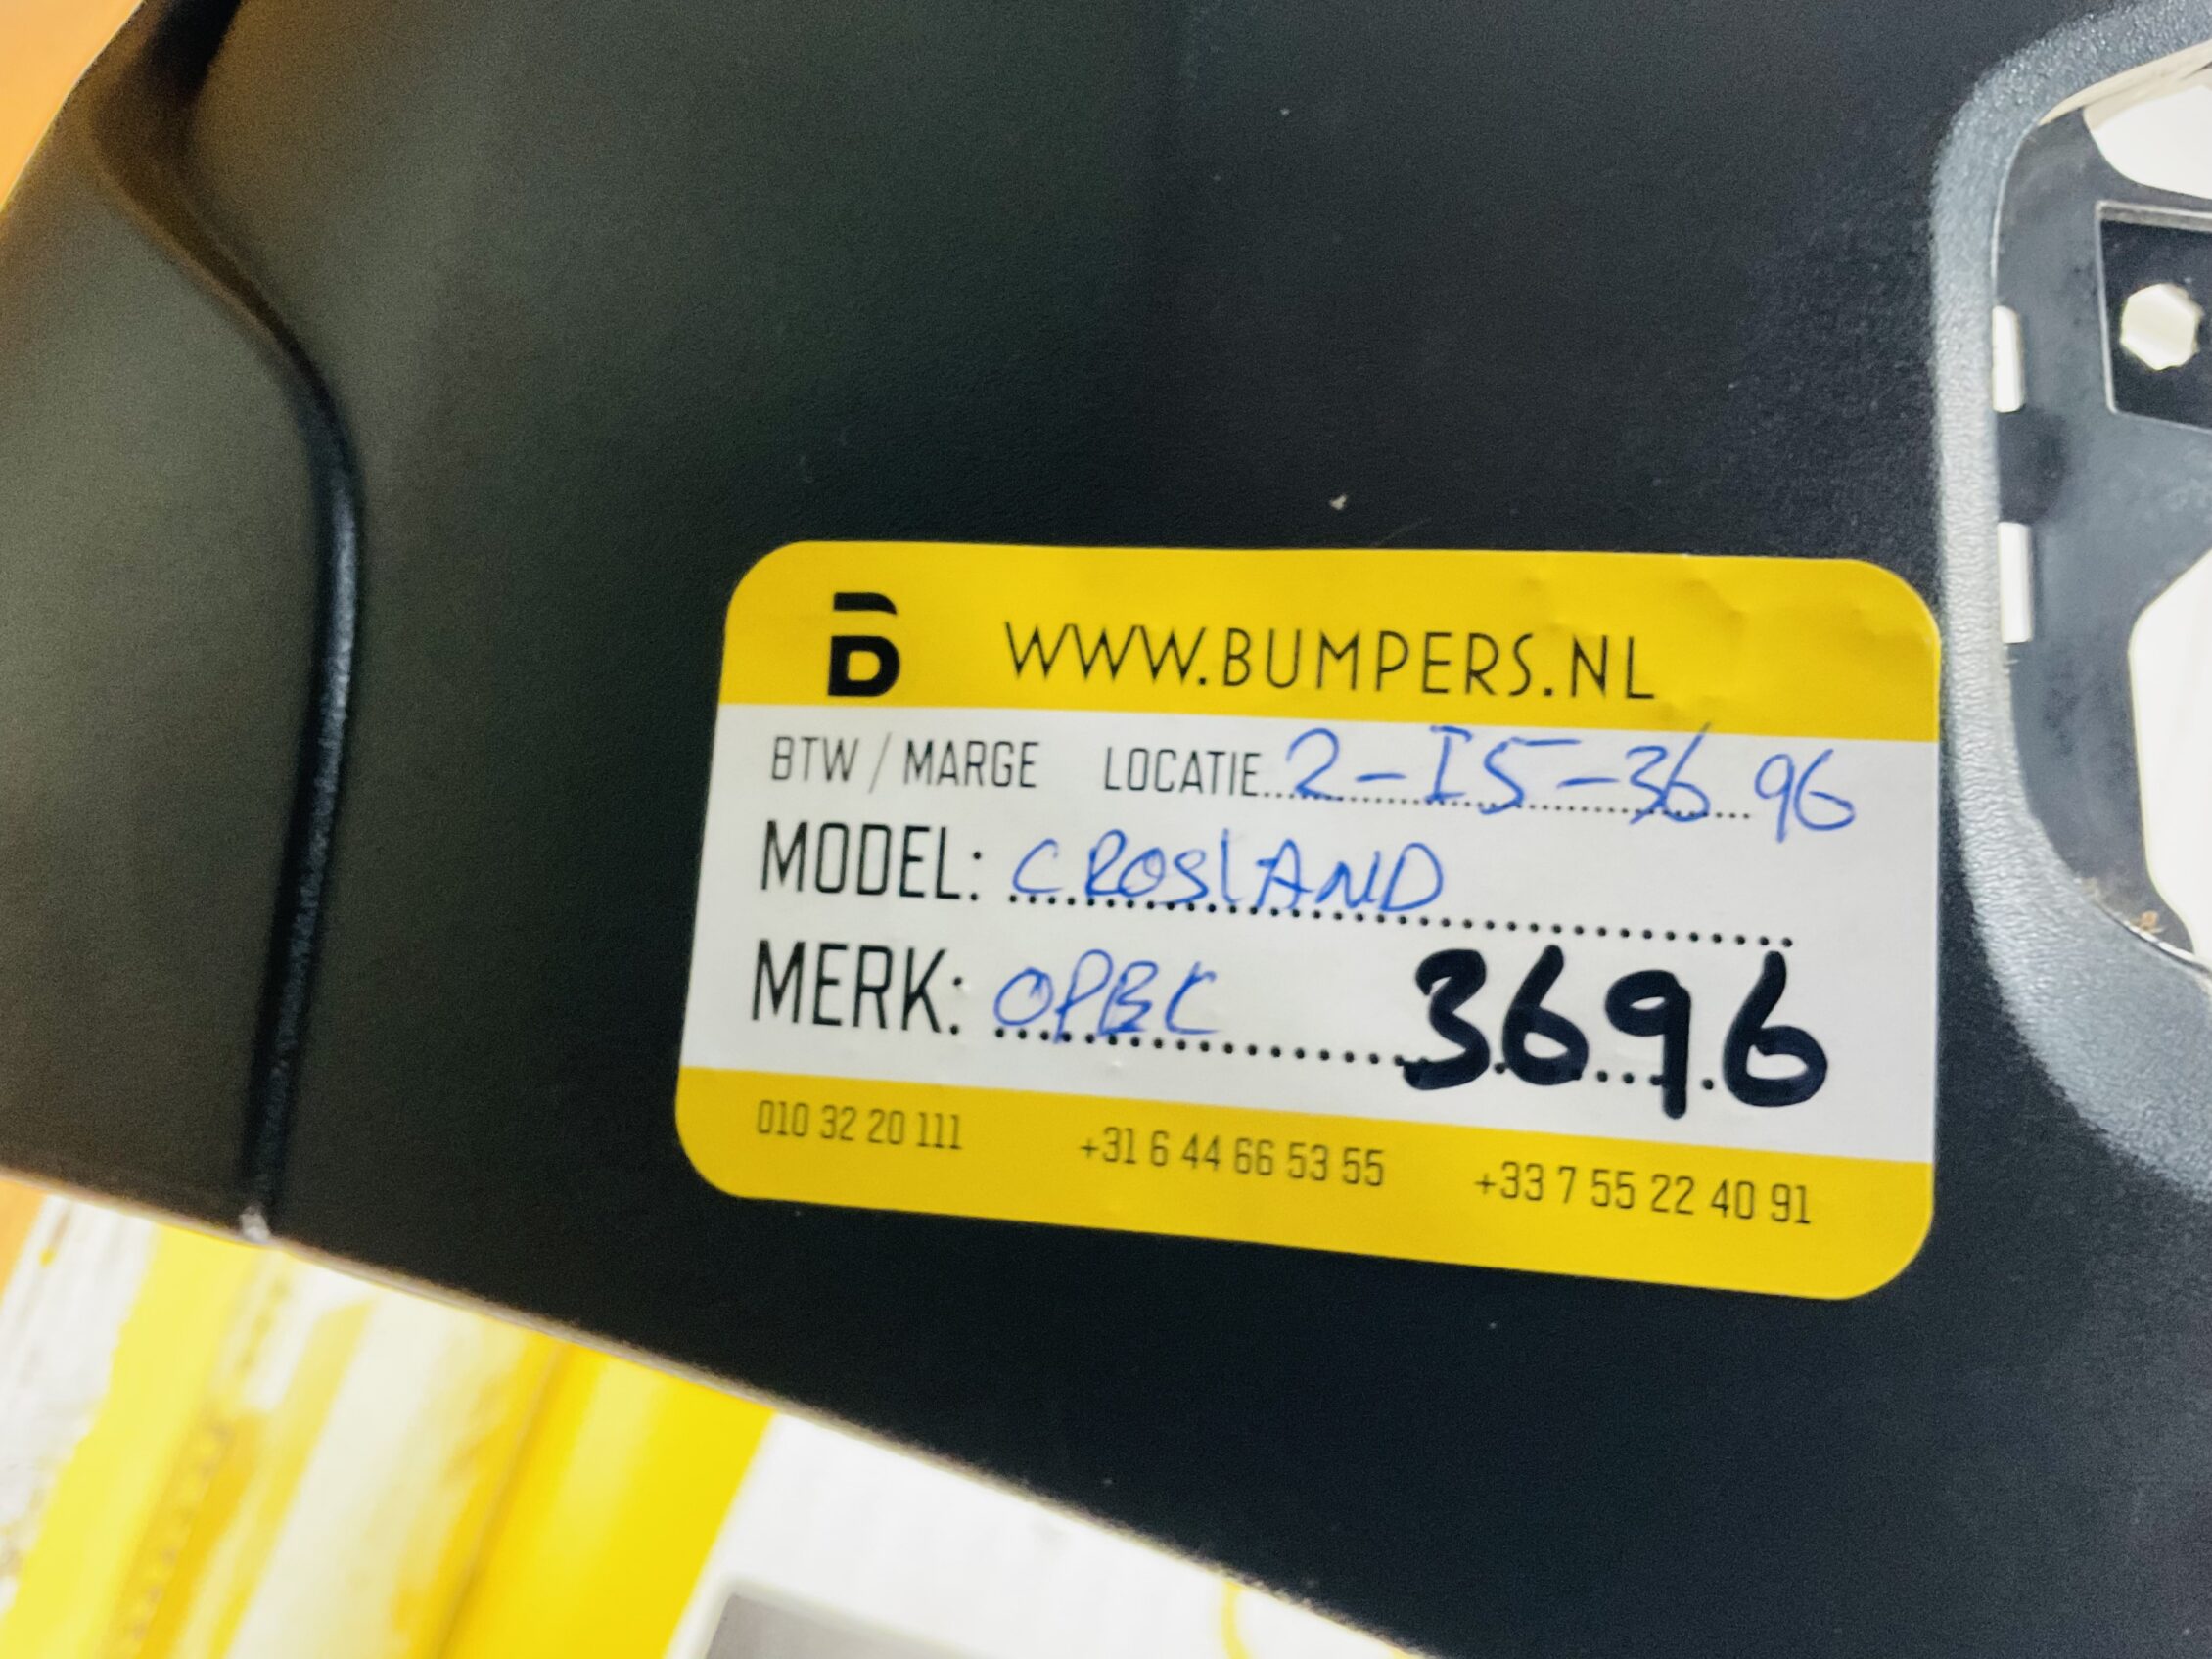 B WWW.BUMPERS.NL
BTW / MARGE LOCATIE 2-I5-36 96
MODEL: CROSLAND
MERK: OPBL 3696
010 32 20 111 +31 6 44 66 53 55 +33 7 55 22 40 91